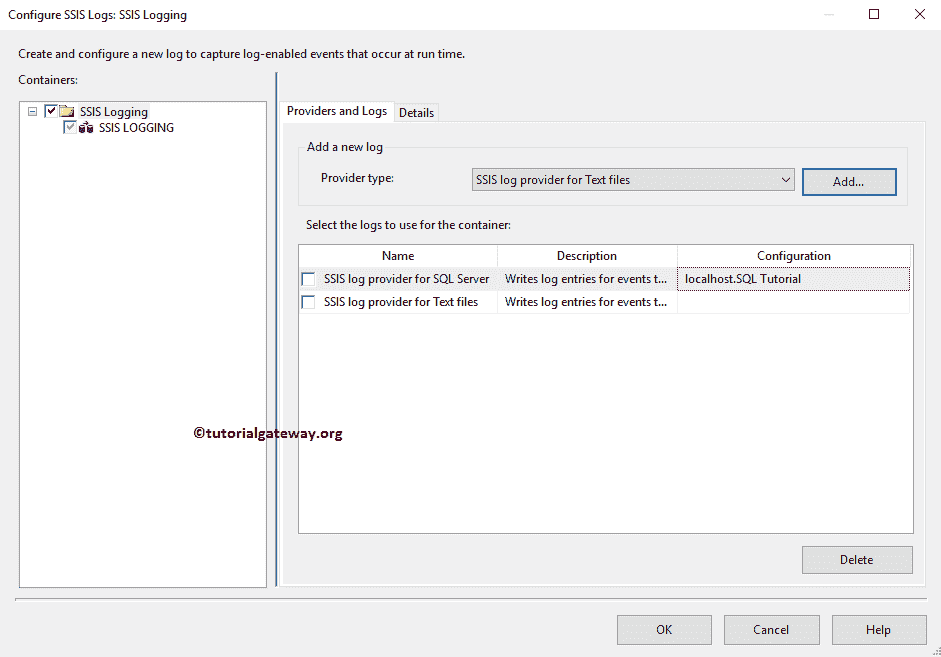 Configure SSIS Logs: SSIS Logging
Create and configure a new log to capture log-enabled events that occur at run time.
Containers:
SSIS Logging
SSIS LOGGING
Providers and Logs
Details
Add a new log
Provider type:
SSIS log provider for Text files
Add...
Select the logs to use for the container:
Name Description Configuration
SSIS log provider for SQL Server Writes log entries for events t... localhost.SQL Tutorial
SSIS log provider for Text files Writes log entries for events t...
©tutorialgateway.org
Delete
OK Cancel Help